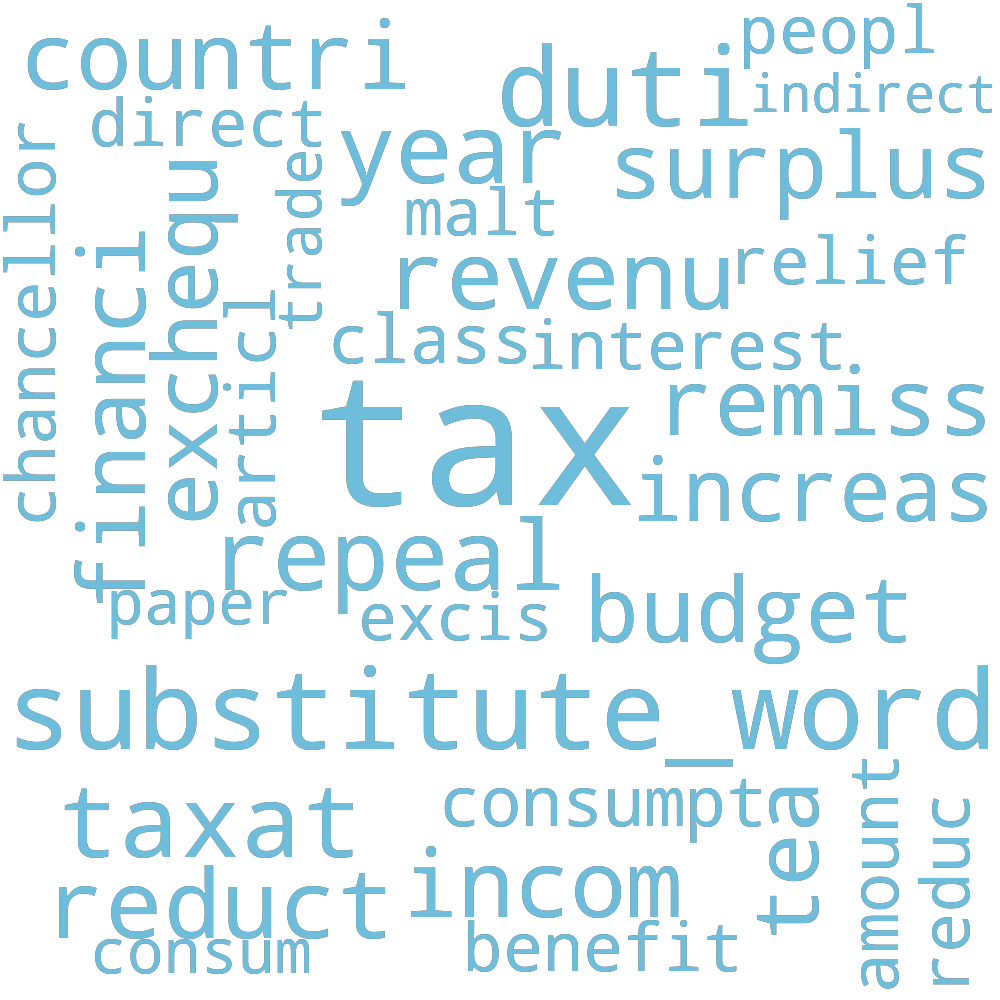 countri
peopl
duti
indirect
direct
year
surplus
chancellor
exchequ
trade
malt
financi
revenu
relief
articl
class
interest
tax
remiss
increas
repeal
paper
excis
budget
substitute_word
taxat
consumpt
tea
amount
reduc
reduct
incom
consum
benefit